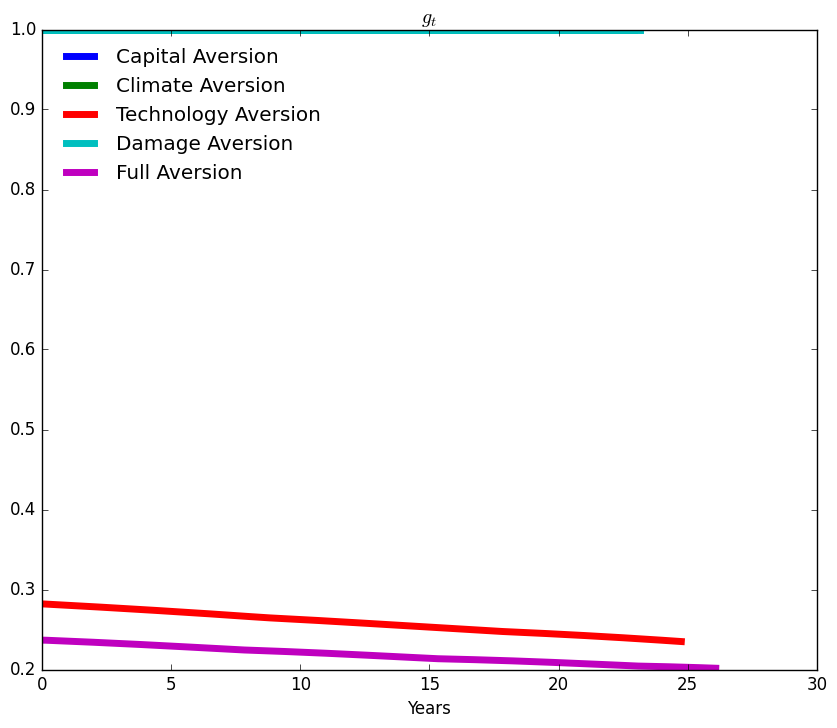 g_t
1.0
0.9
0.8
0.7
0.6
0.5
0.4
0.3
0.2
Capital Aversion
Climate Aversion
Technology Aversion
Damage Aversion
Full Aversion
0 5 10 15 20 25 30
Years